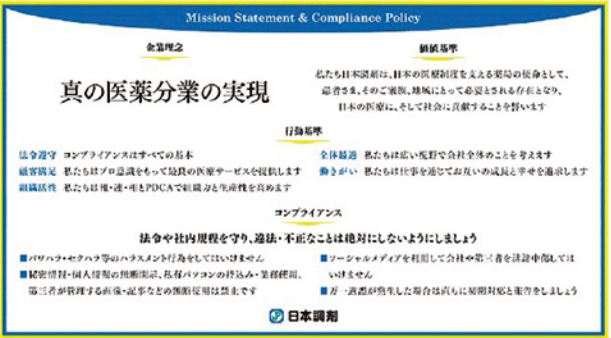 Mission Statement & Compliance Policy
企業理念
真の医薬分業の実現
価値基準
私たち日本調剤は、日本の医療制度を支える薬局の使命として、
患者さま、そのご家族、地域にとって必要とされる存在となり、
日本の医療に、そして社会に貢献することを誓います
行動基準
法令遵守 コンプライアンスはすべての基本
顧客満足 私たちはプロ意識をもって最良の医療サービスを提供します
組織活性 私たちは報・連・相とPDCAで組織力と生産性を高めます
全体最適 私たちは広い視野で会社全体のことを考えます
働きがい 私たちは仕事を通じてお互いの成長と幸せを追求します
コンプライアンス
法令や社内規程を守り、違法・不正なことは絶対にしないようにしましょう
■パワハラ・セクハラ等のハラスメント行為をしてはいけません
■秘密情報・個人情報の無断開示、私有パソコンの持込み・業務使用、
第三者が管理する画像・記事などの無断使用は禁止です
■ソーシャルメディアを利用して会社や第三者を誹謗中傷しては
いけません
■万一過誤が発生した場合は直ちに初期対応と報告をしましょう
日本調剤